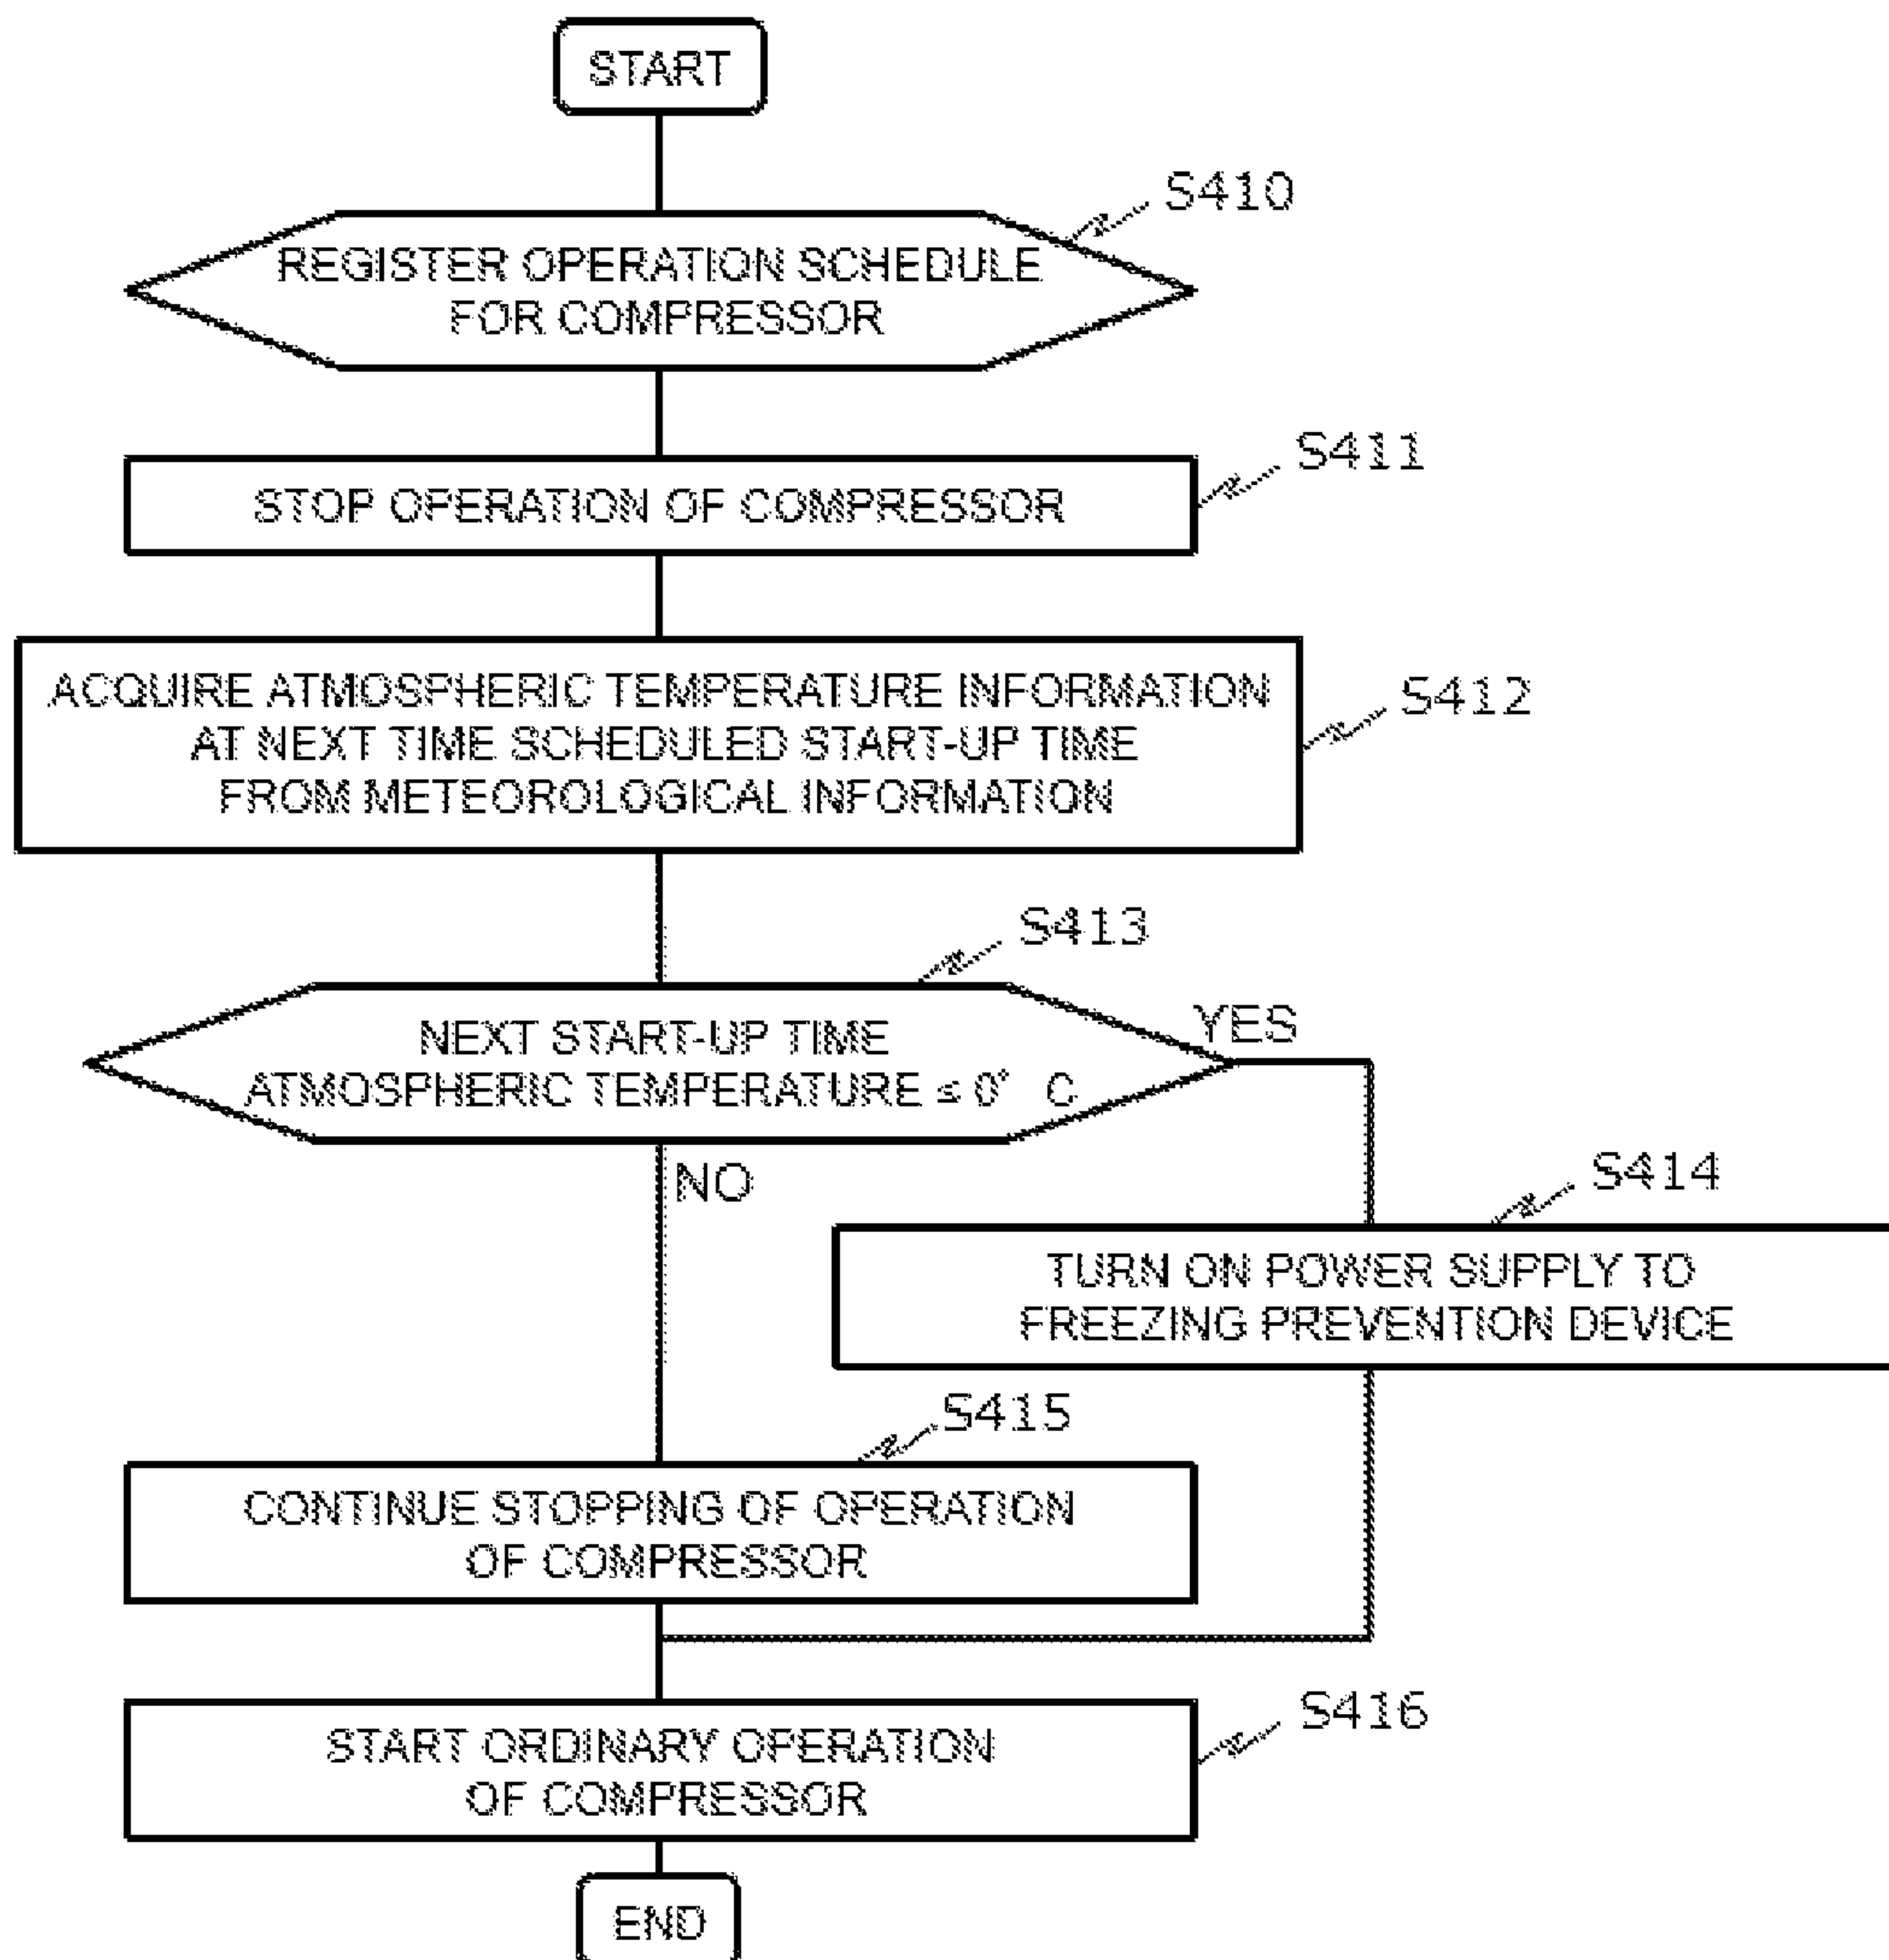 START
S410
REGISTER OPERATION SCHEDULE
FOR COMPRESSOR
S411
STOP OPERATION OF COMPRESSOR
S412
ACQUIRE ATMOSPHERIC TEMPERATURE INFORMATION
AT NEXT TIME SCHEDULED START-UP TIME
FROM METEOROLOGICAL INFORMATION
S413
NEXT START-UP TIME
ATMOSPHERIC TEMPERATURE ≤ 0° C
YES
NO
S414
TURN ON POWER SUPPLY TO
FREEZING PREVENTION DEVICE
S415
CONTINUE STOPPING OF OPERATION
OF COMPRESSOR
S416
START ORDINARY OPERATION
OF COMPRESSOR
END